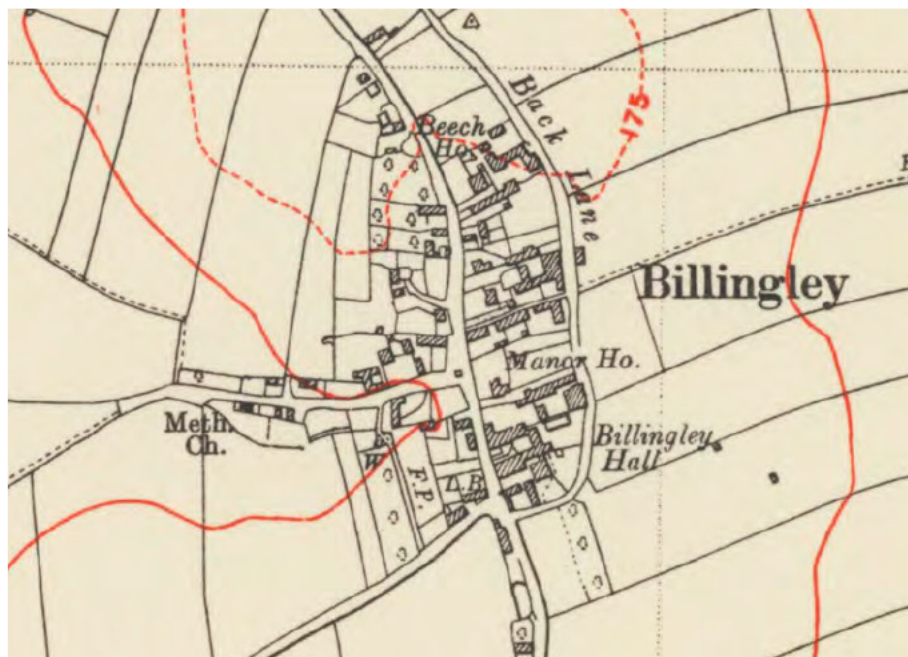 Back
Lane
Beech
Ho.
175
Billingley
Manor Ho.
Meth.
Ch.
Billingley
Hall
W
F.P.
L.B.